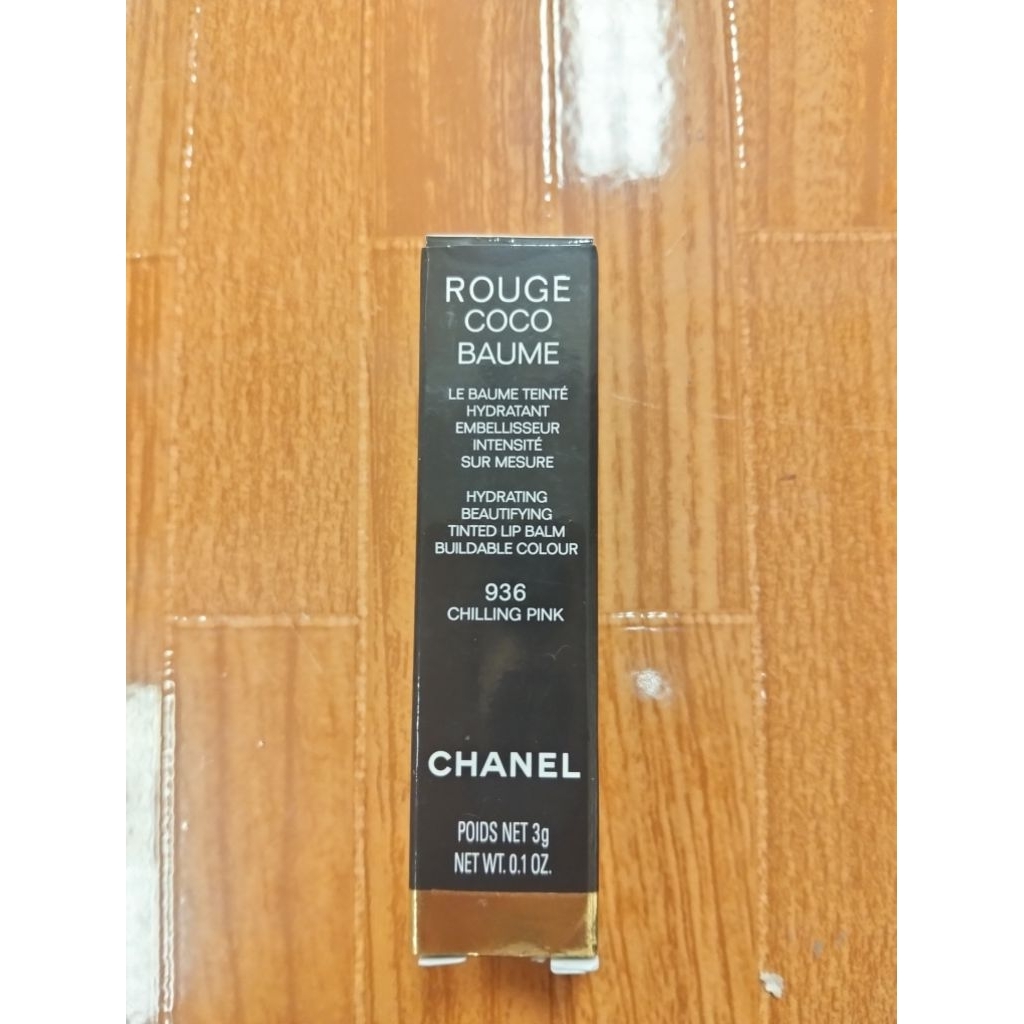 ROUGE
COCO
BAUME
LE BAUME TEINTÉ
HYDRATANT
EMBELLISSEUR
INTENSITÉ
SUR MESURE
HYDRATING
BEAUTIFYING
TINTED LIP BALM
BUILDABLE COLOUR
936
CHILLING PINK
CHANEL
POIDS NET 3g
NET WT. 0.1 OZ.